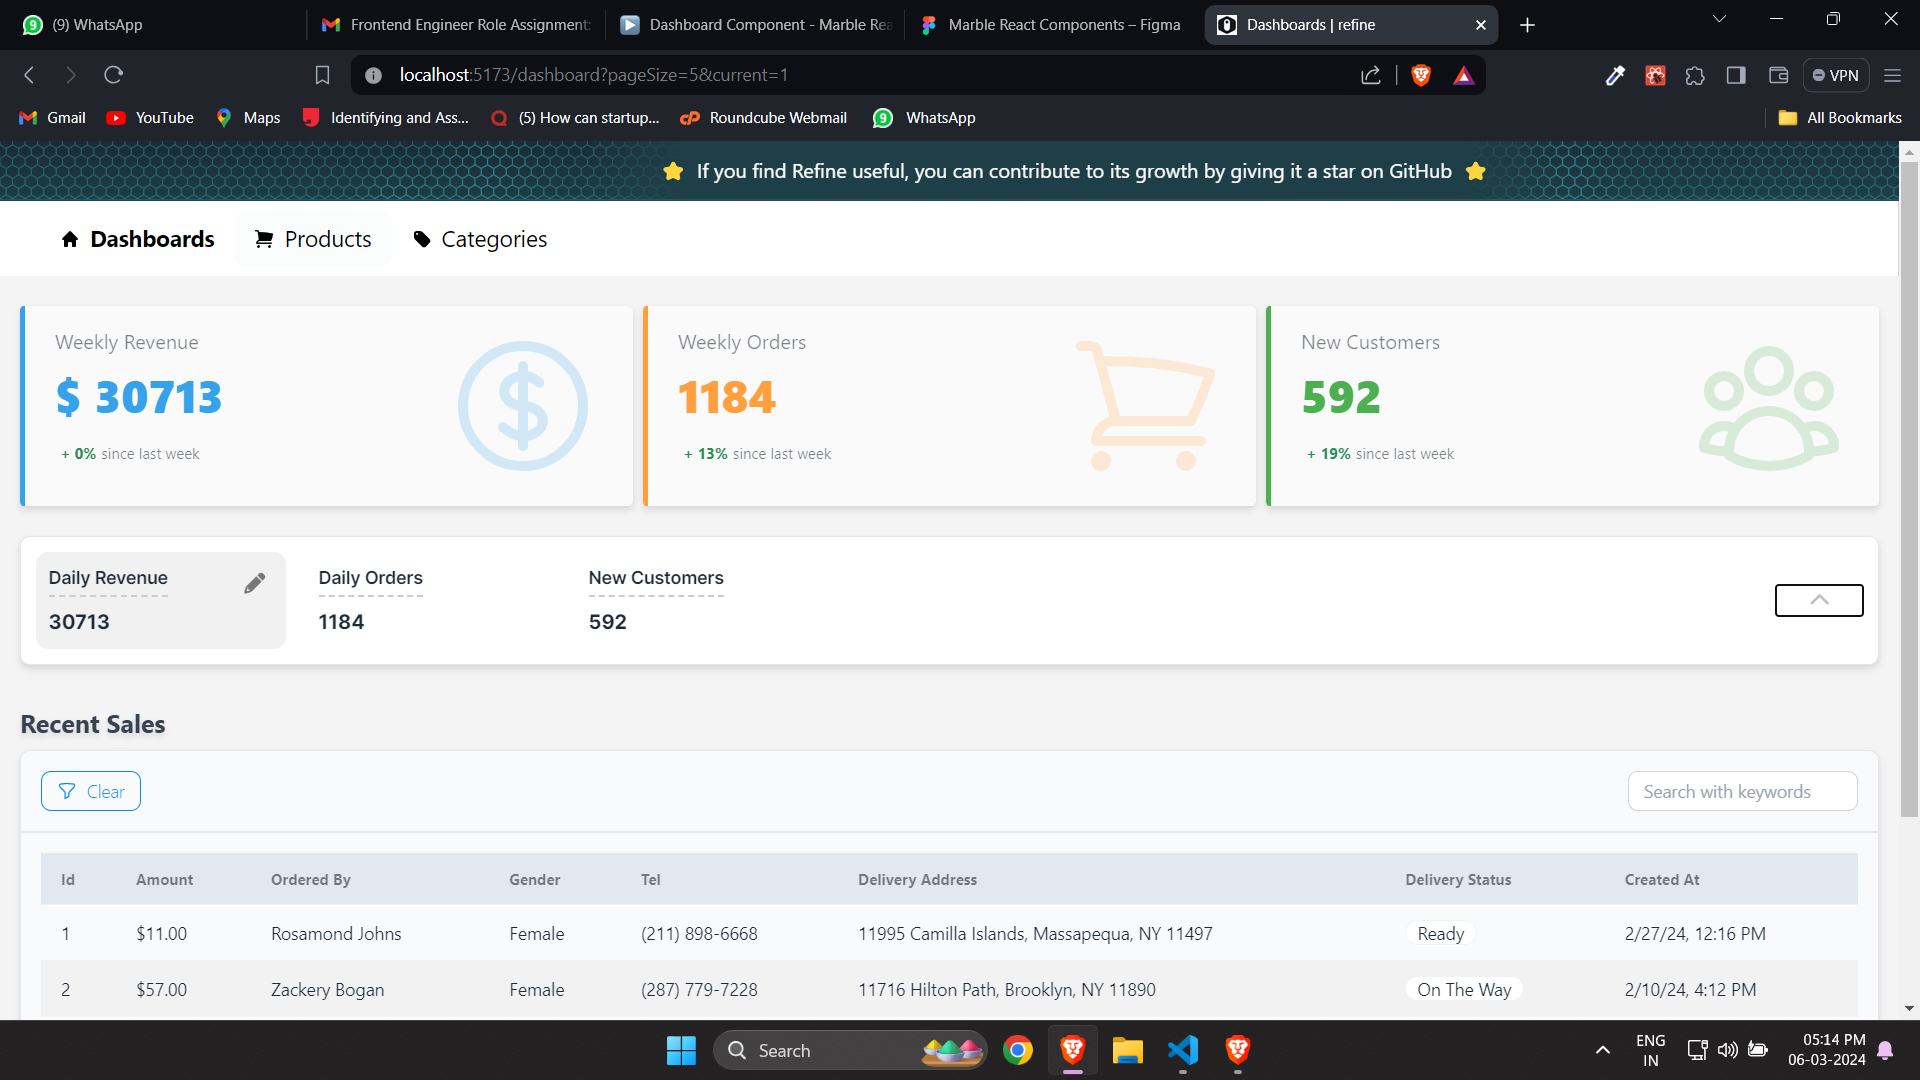 (9) WhatsApp
Frontend Engineer Role Assignment:
Dashboard Component - Marble Rea
Marble React Components – Figma
Dashboards | refine
localhost:5173/dashboard?pageSize=5&current=1
VPN
Gmail
YouTube
Maps
Identifying and Ass...
(5) How can startup...
Roundcube Webmail
9
WhatsApp
All Bookmarks
If you find Refine useful, you can contribute to its growth by giving it a star on GitHub
Dashboards
Products
Categories
Weekly Revenue
$ 30713
+ 0% since last week
Weekly Orders
1184
+ 13% since last week
New Customers
592
+ 19% since last week
Daily Revenue
30713
Daily Orders
1184
New Customers
592
Recent Sales
Clear
Search with keywords
Id Amount Ordered By Gender Tel Delivery Address Delivery Status Created At
1 $11.00 Rosamond Johns Female (211) 898-6668 11995 Camilla Islands, Massapequa, NY 11497 Ready 2/27/24, 12:16 PM
2 $57.00 Zackery Bogan Female (287) 779-7228 11716 Hilton Path, Brooklyn, NY 11890 On The Way 2/10/24, 4:12 PM
Search
ENG
IN
05:14 PM
06-03-2024